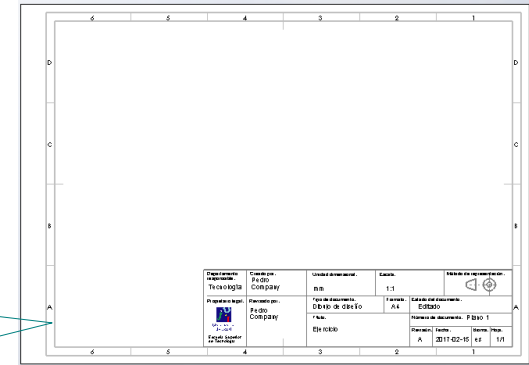 6 5 4 3 2 1
D D
C C
B B
A A
Departamento responsable.
Tecnología
Creado por.
Pedro Company
Unidad dimensional.
mm
Escala.
1:1
Método de representación.
Propietario legal.
Escuela Superior de Tecnología
Revisado por.
Pedro Company
Tipo de documento.
Dibujo de diseño
Formato.
A4
Estado del documento.
Editado
Título.
Ejercicio
Número de documento. Plano 1
Revisión.
A
Fecha.
2017-02-15
Idioma.
es
Hoja.
1/1
6 5 4 3 2 1